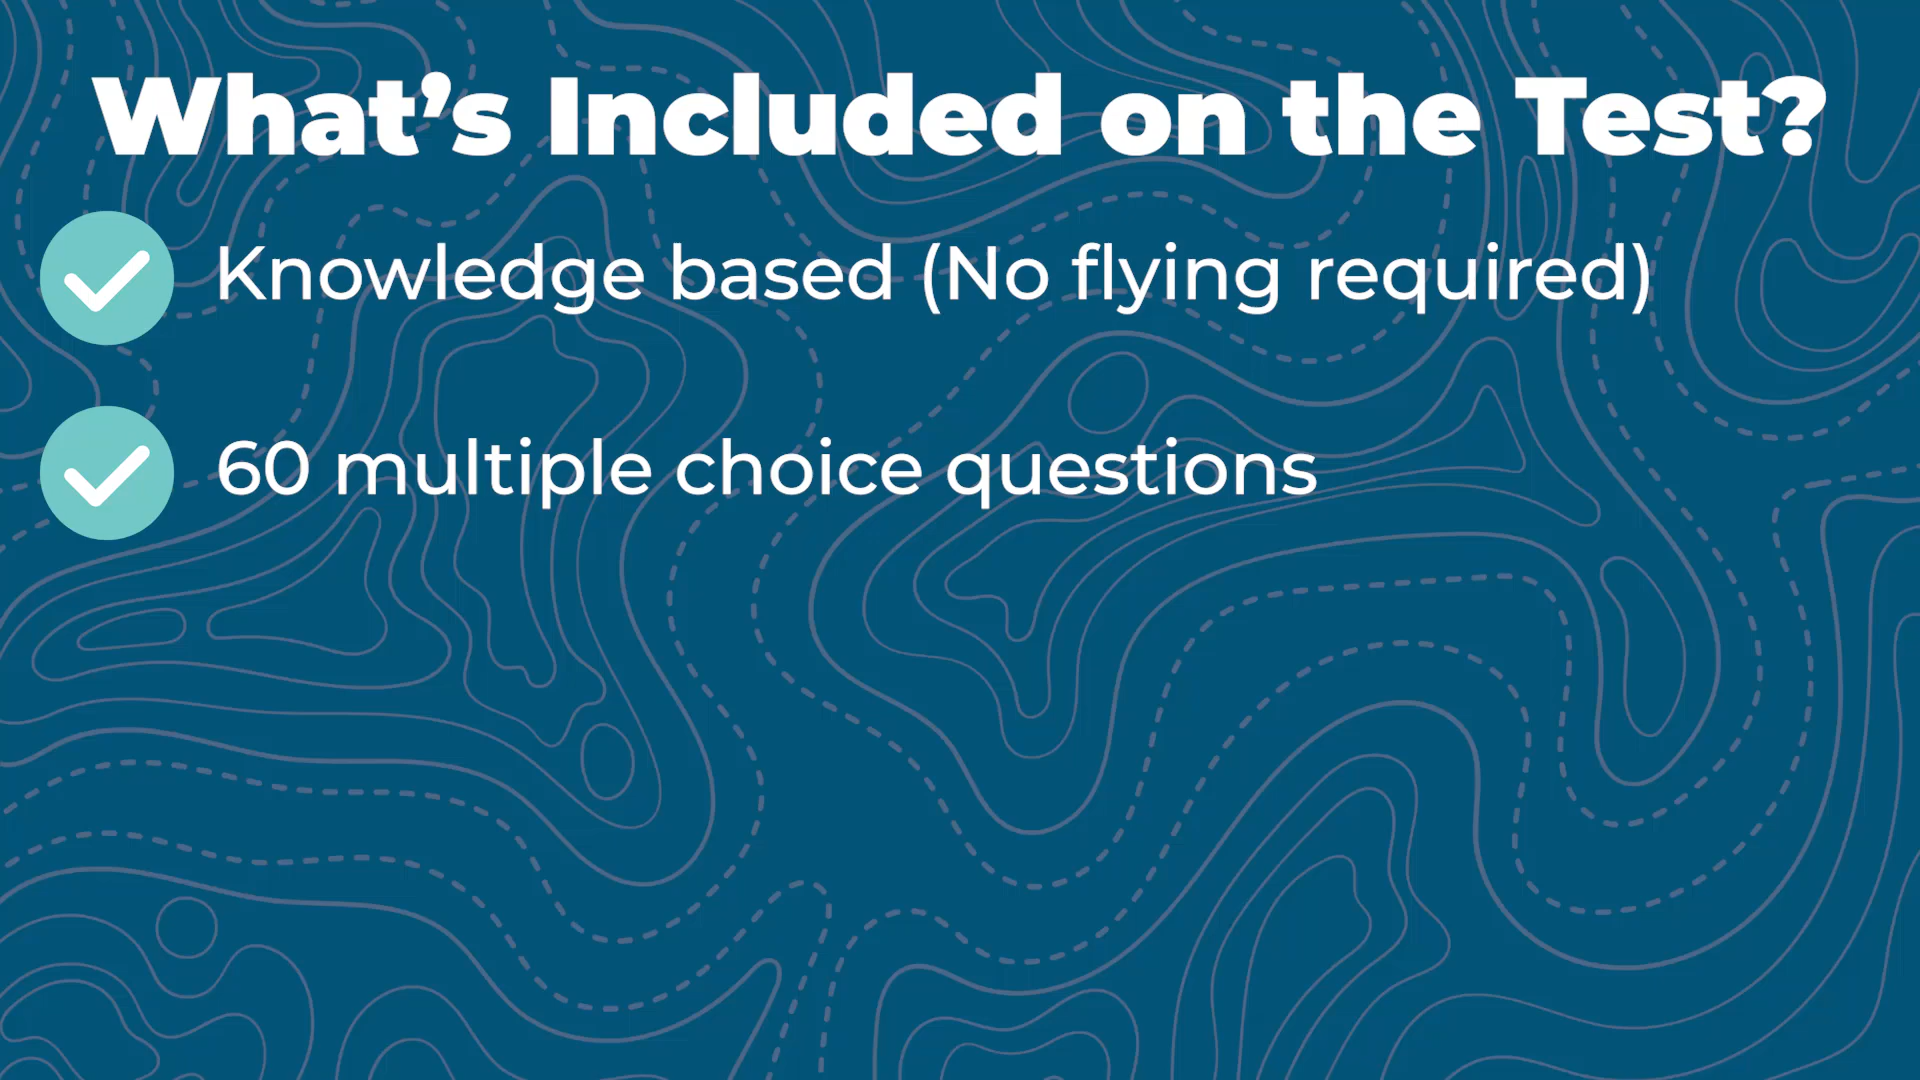 What’s Included on the Test?
Knowledge based (No flying required)
60 multiple choice questions